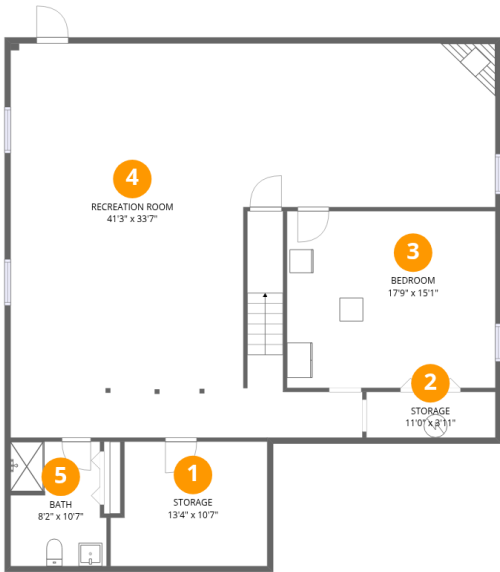 4
RECREATION ROOM
41'3" x 33'7"
3
BEDROOM
17'9" x 15'1"
2
STORAGE
11'0" x 3'11"
1
STORAGE
13'4" x 10'7"
5
BATH
8'2" x 10'7"